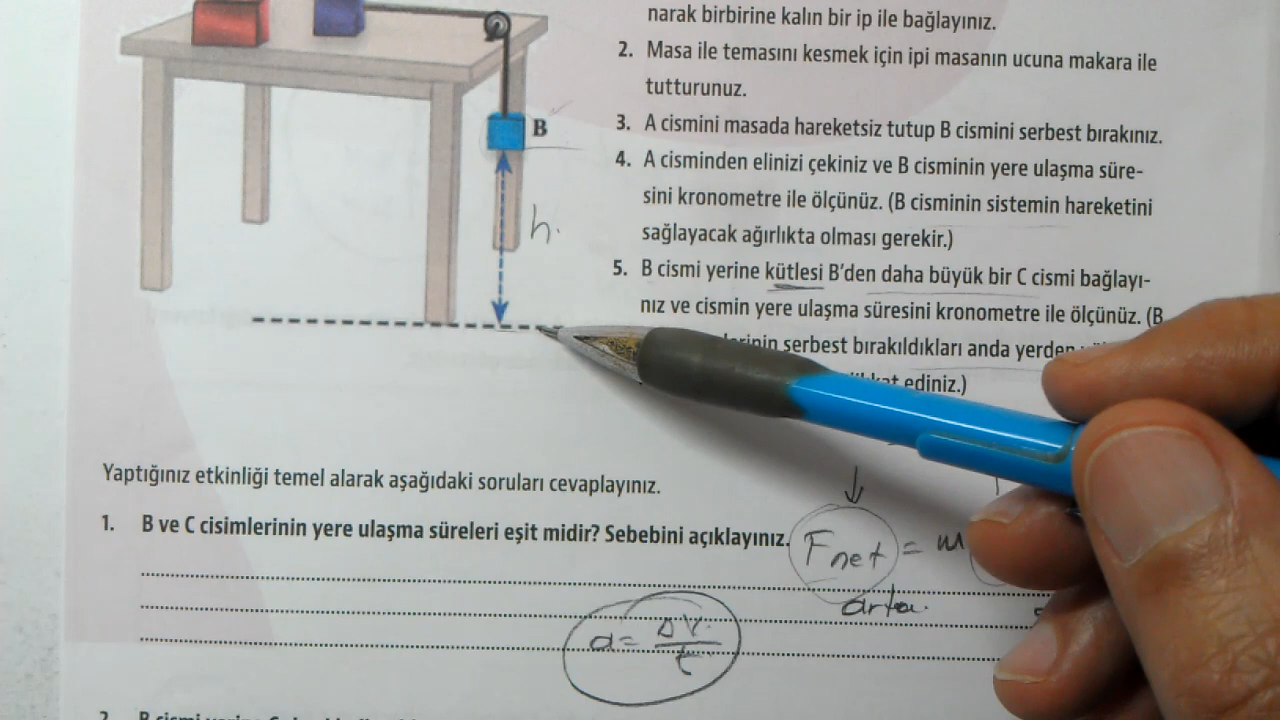 narak birbirine kalın bir ip ile bağlayınız.
2. Masa ile temasını kesmek için ipi masanın ucuna makara ile
tutturunuz.
3. A cismini masada hareketsiz tutup B cismini serbest bırakınız.
4. A cisminden elinizi çekiniz ve B cisminin yere ulaşma süre-
sini kronometre ile ölçünüz. (B cisminin sistemin hareketini
sağlayacak ağırlıkta olması gerekir.)
5. B cismi yerine kütlesi B'den daha büyük bir C cismi bağlayı-
nız ve cismin yere ulaşma süresini kronometre ile ölçünüz. (B
serbest bırakıldıkları anda yerden
ediniz.)
B
h.
Yaptığınız etkinliği temel alarak aşağıdaki soruları cevaplayınız.
1. B ve C cisimlerinin yere ulaşma süreleri eşit midir? Sebebini açıklayınız.
Fnet = m
artar.
a = ΔV / t
2.